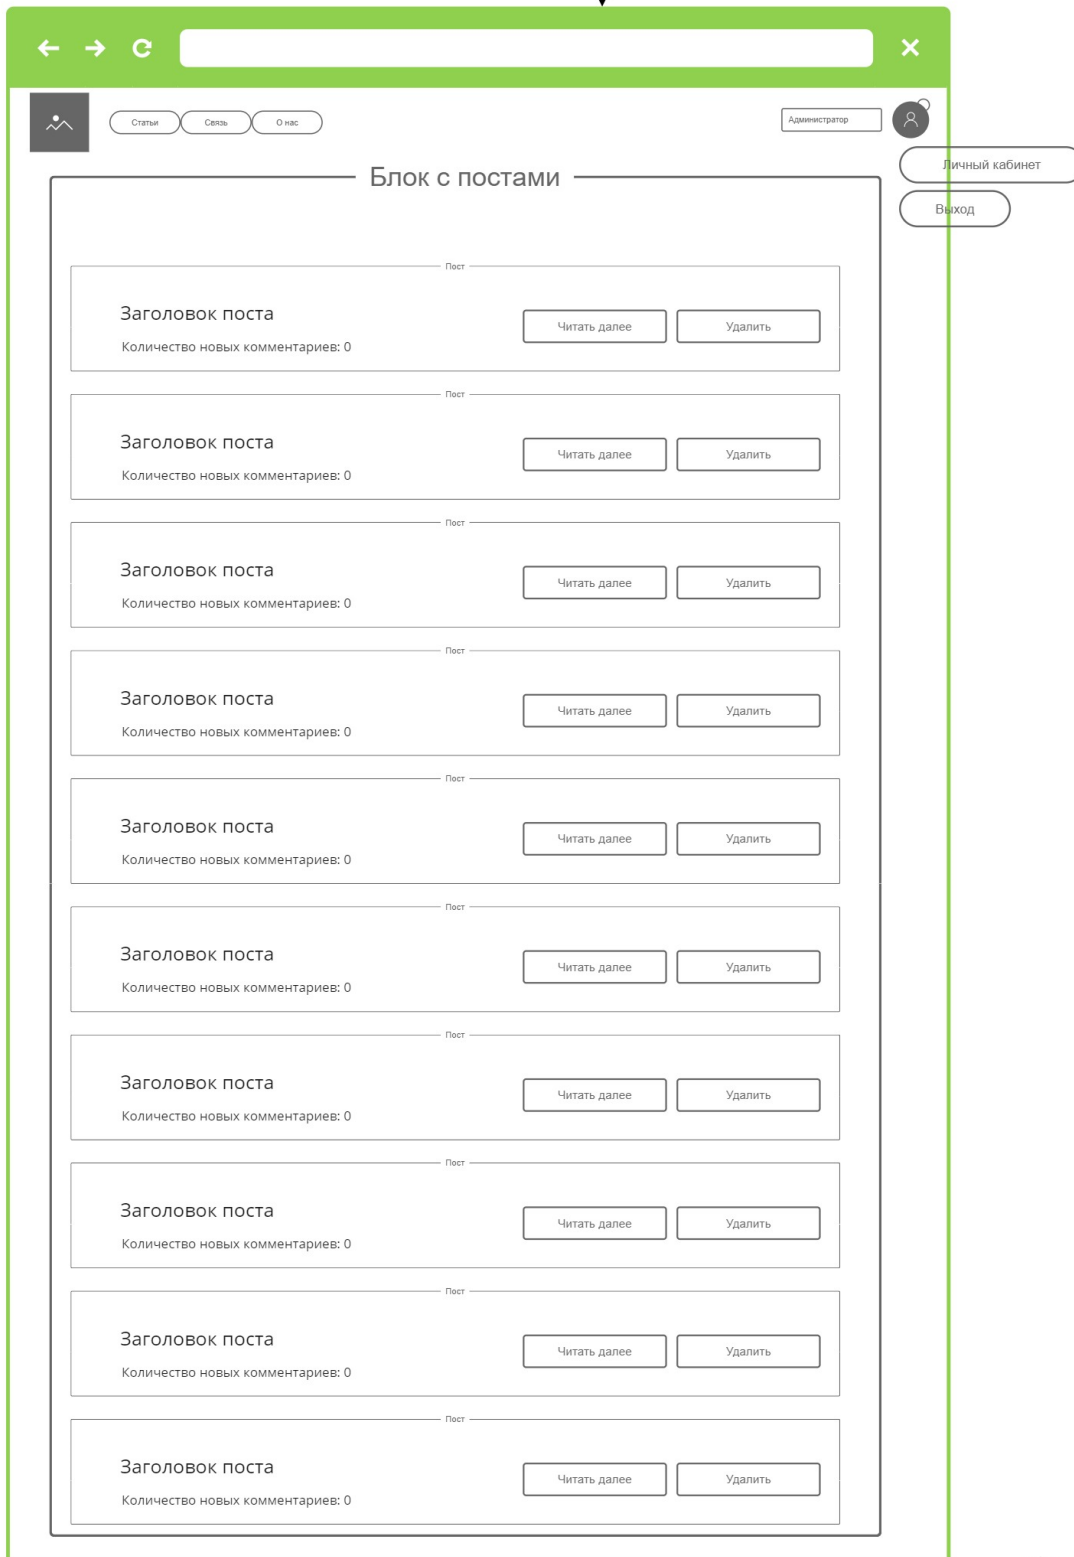 Статьи Связь О нас Администратор
Личный кабинет
Выход
Блок с постами
Пост
Заголовок поста
Количество новых комментариев: 0
Читать далее Удалить
Пост
Заголовок поста
Количество новых комментариев: 0
Читать далее Удалить
Пост
Заголовок поста
Количество новых комментариев: 0
Читать далее Удалить
Пост
Заголовок поста
Количество новых комментариев: 0
Читать далее Удалить
Пост
Заголовок поста
Количество новых комментариев: 0
Читать далее Удалить
Пост
Заголовок поста
Количество новых комментариев: 0
Читать далее Удалить
Пост
Заголовок поста
Количество новых комментариев: 0
Читать далее Удалить
Пост
Заголовок поста
Количество новых комментариев: 0
Читать далее Удалить
Пост
Заголовок поста
Количество новых комментариев: 0
Читать далее Удалить
Пост
Заголовок поста
Количество новых комментариев: 0
Читать далее Удалить